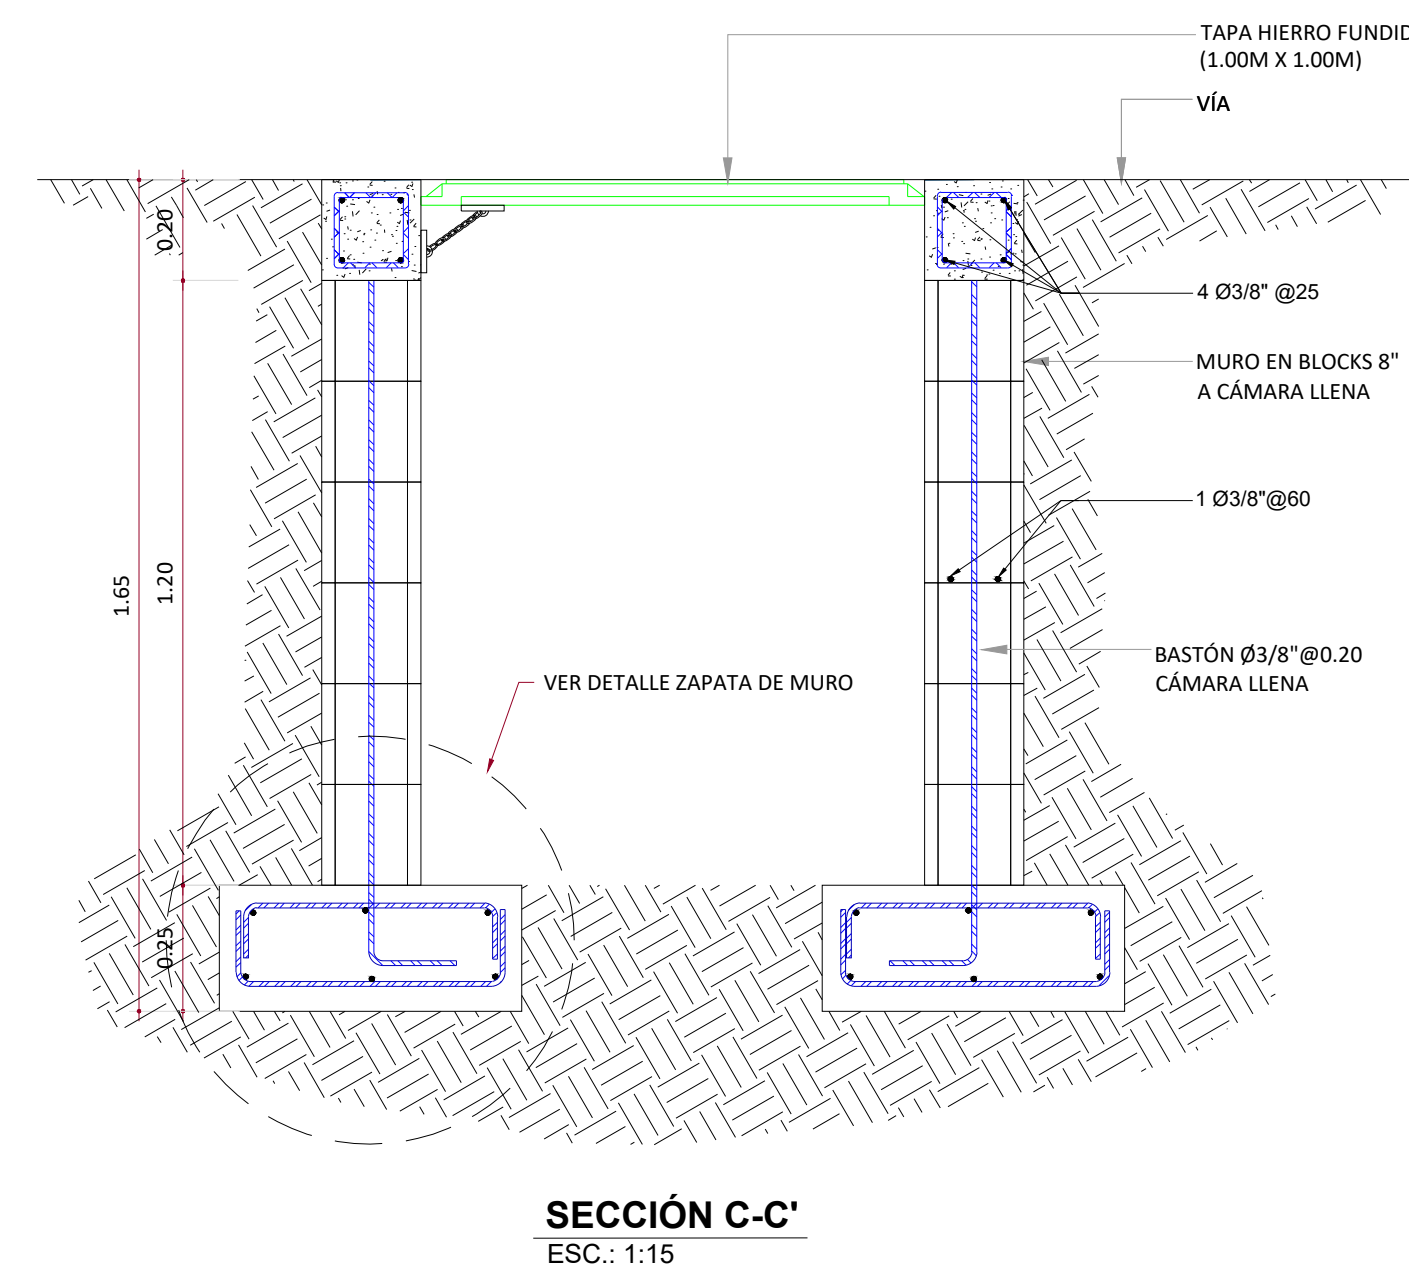 TAPA HIERRO
(1.00M X 1.00M)
VÍA
0.20
4 Ø3/8" @25
MURO EN BLOCKS 8"
A CÁMARA LLENA
1 Ø3/8"@60
1.65
1.20
BASTÓN Ø3/8"@0.20
CÁMARA LLENA
VER DETALLE ZAPATA DE MURO
0.25
SECCIÓN C-C'
ESC.: 1:15